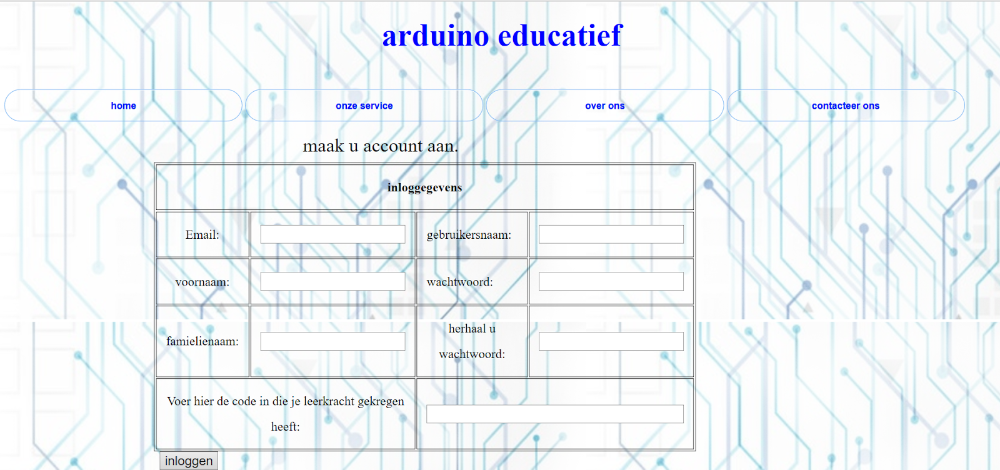 arduino educatief
home onze service over ons contacteer ons
maak u account aan.
inloggegevens
Email: gebruikersnaam:
voornaam: wachtwoord:
famielienaam: herhaal u
wachtwoord:
Voer hier de code in die je leerkracht gekregen
heeft:
inloggen